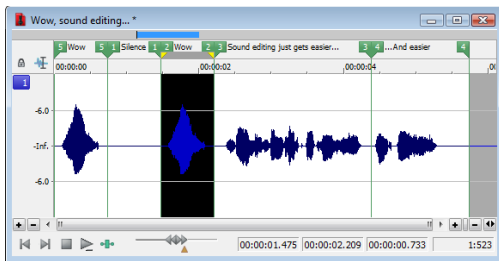 Wow, sound editing... *
5 Wow 5 1 Silence 1 2 Wow 2 3 Sound editing just gets easier... 3 4 ...And easier 4
00:00:00 00:00:02 00:00:04
1
-6.0
-Inf.
-6.0
00:00:01.475 00:00:02.209 00:00:00.733 1:523